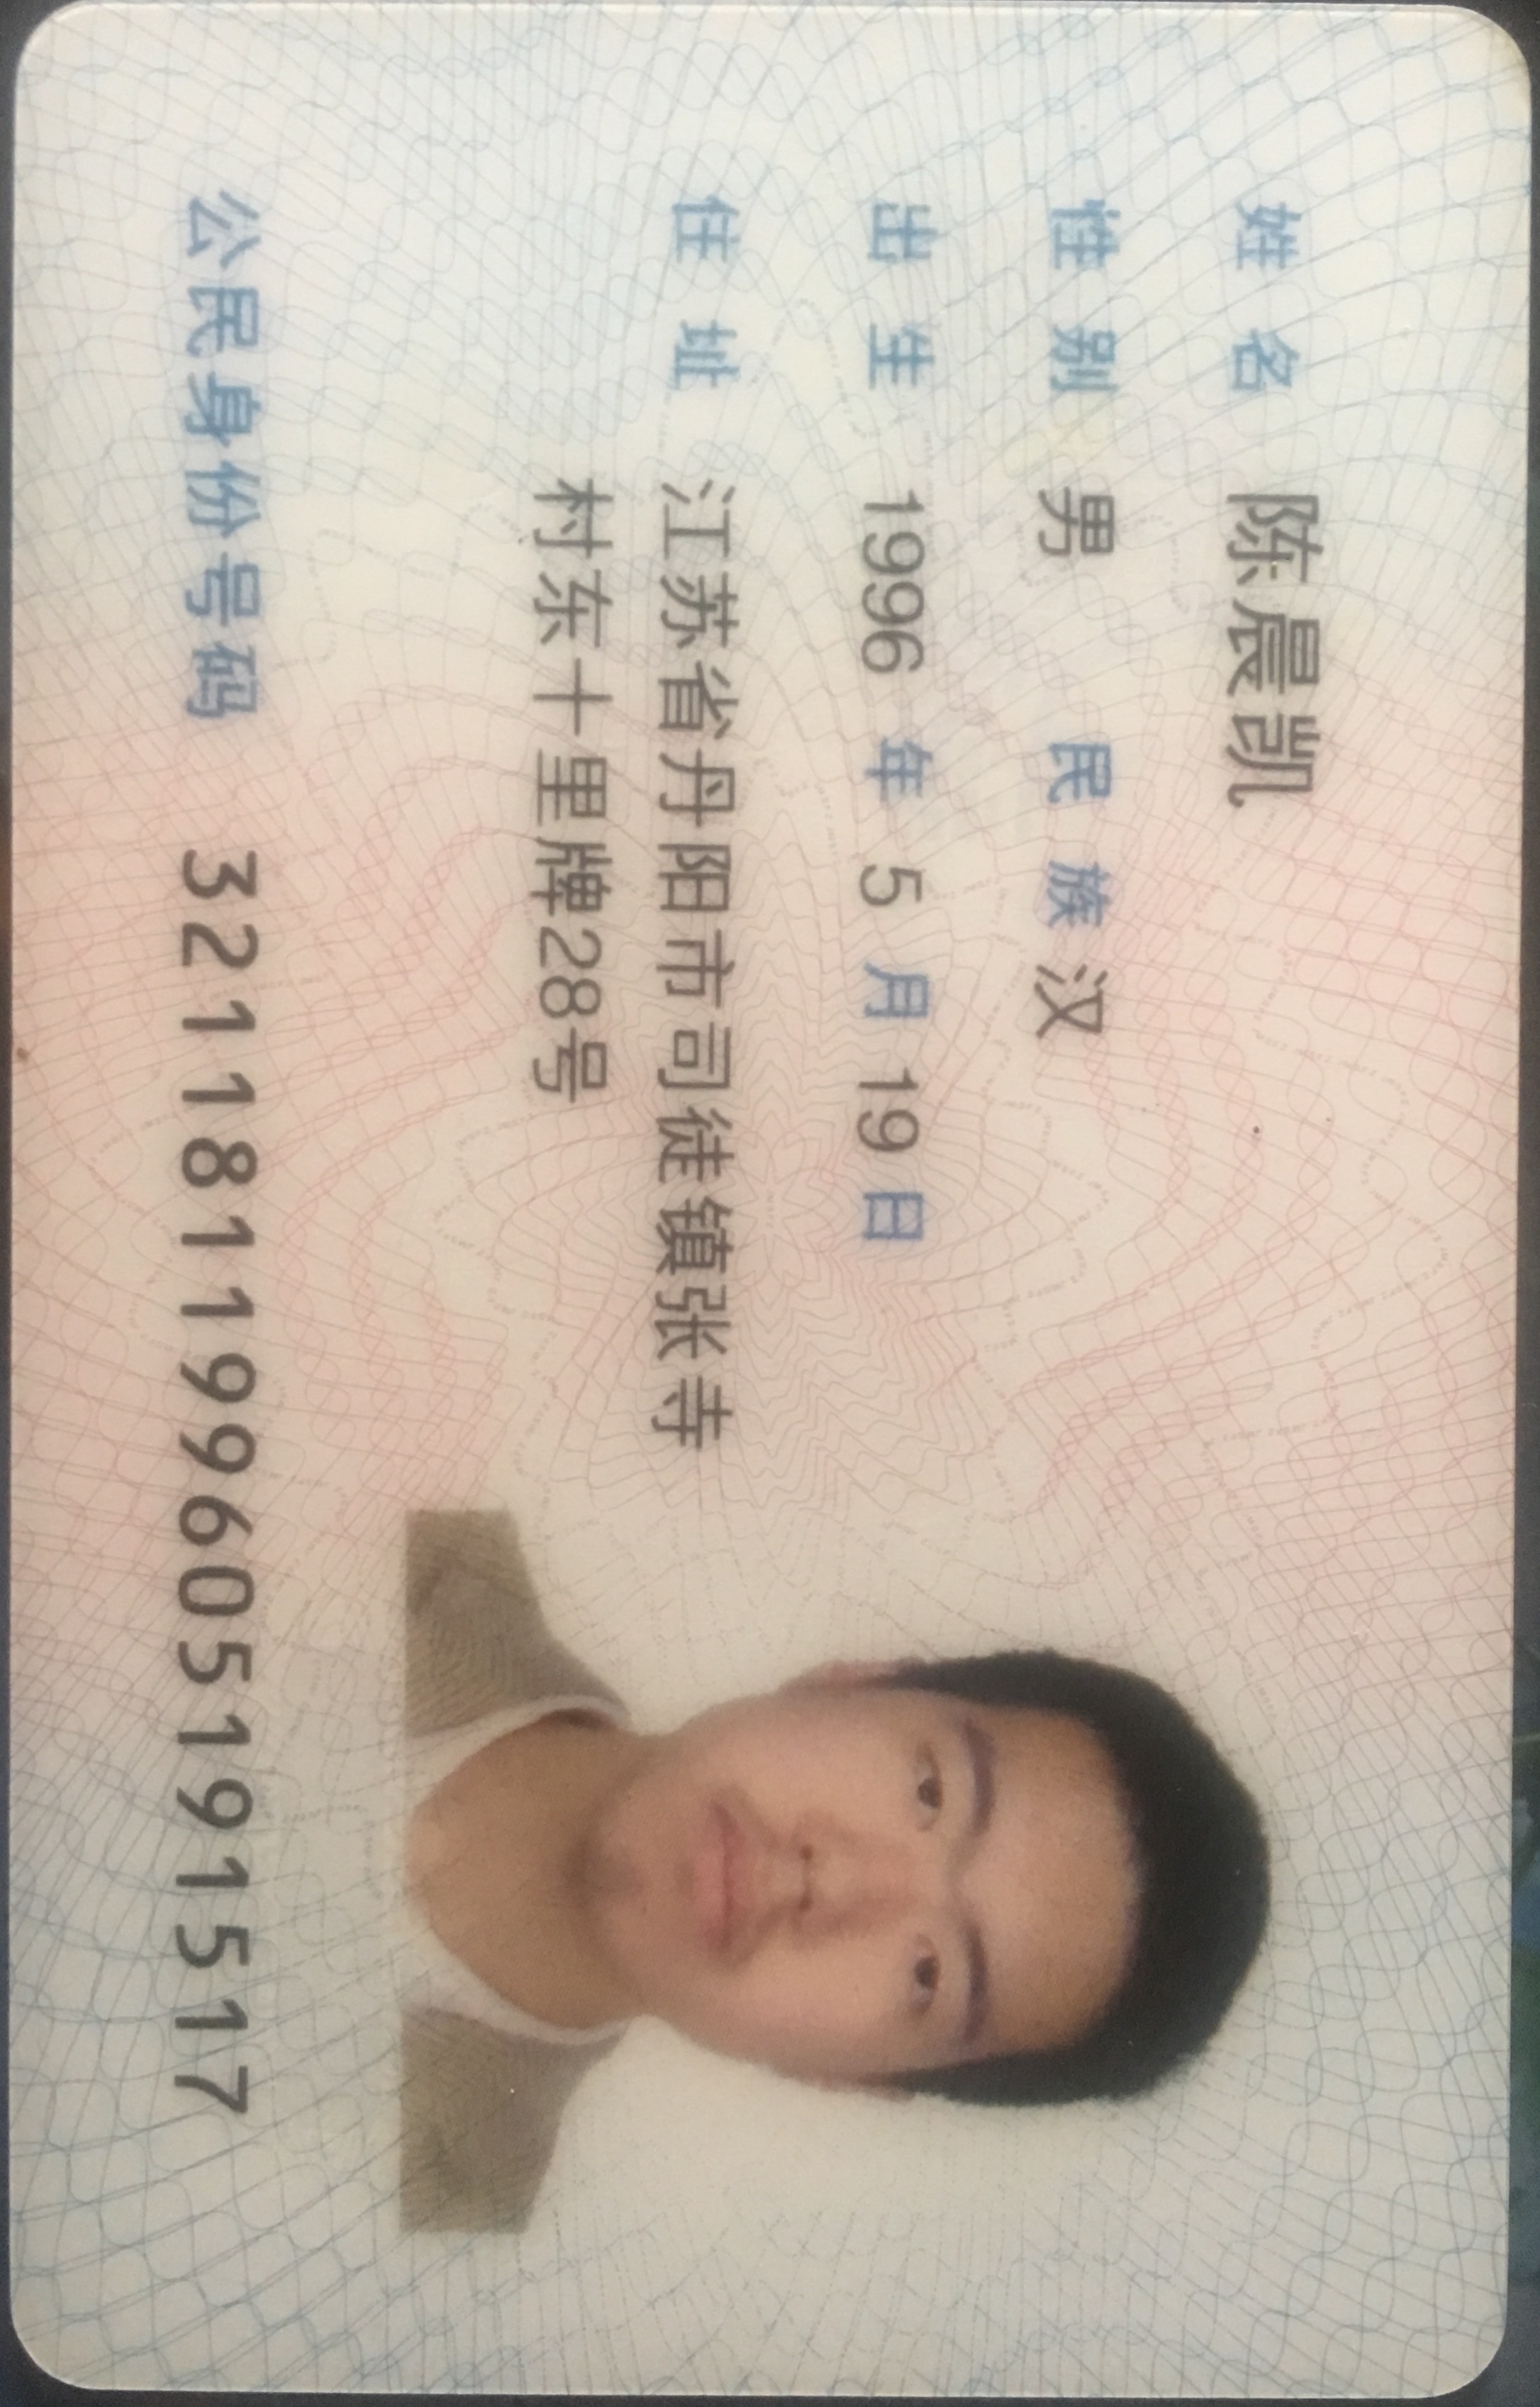 姓名 陈晨凯
性别 男 民族 汉
出生 1996 年 5 月 19 日
住址 江苏省丹阳市司徒镇张寺
村东十里牌28号
公民身份号码 321181199605191517